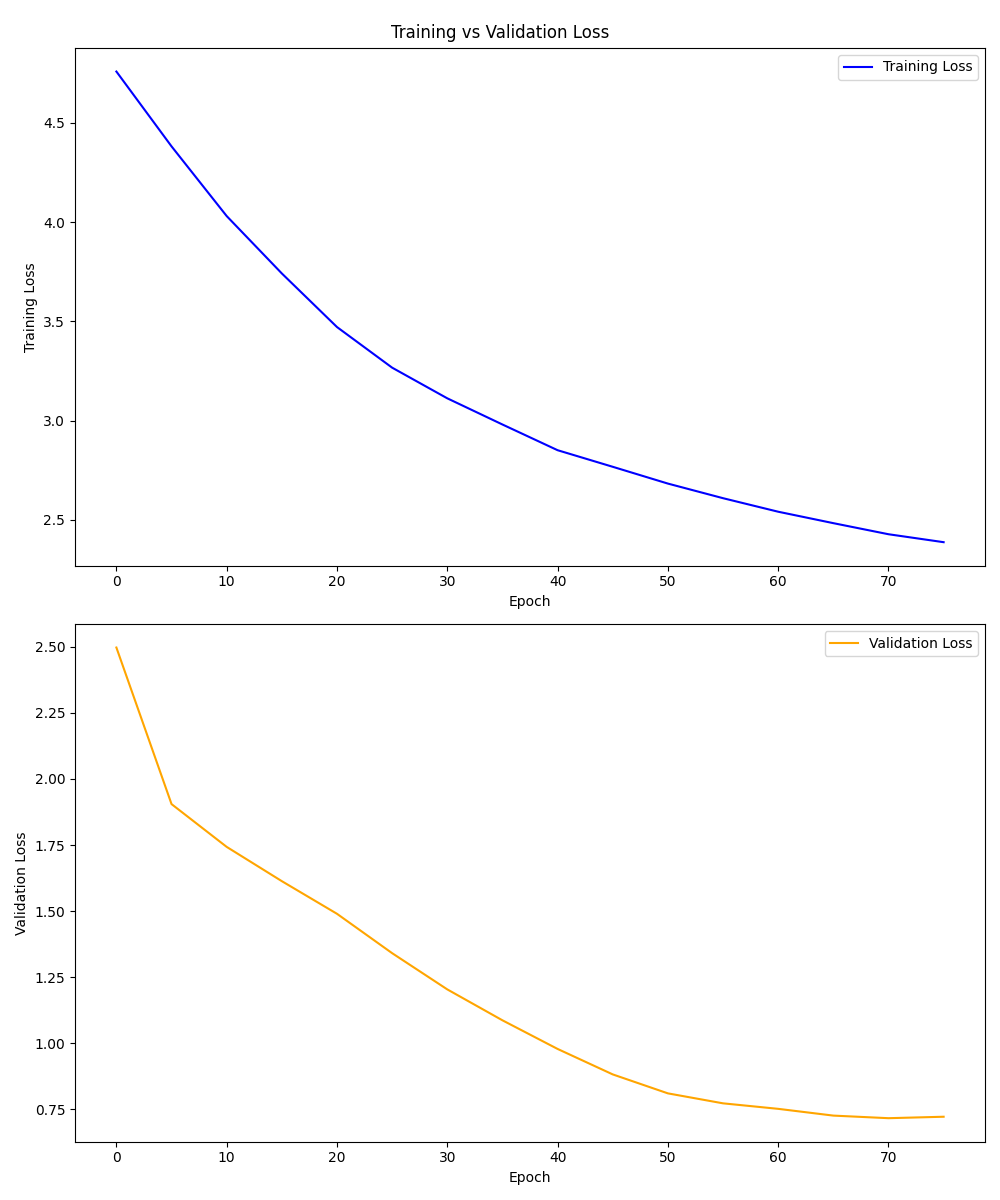 Training vs Validation Loss
Training Loss
4.5
4.0
3.5
3.0
2.5
Training Loss
0 10 20 30 40 50 60 70
Epoch
Validation Loss
2.50
2.25
2.00
1.75
1.50
1.25
1.00
0.75
Validation Loss
0 10 20 30 40 50 60 70
Epoch